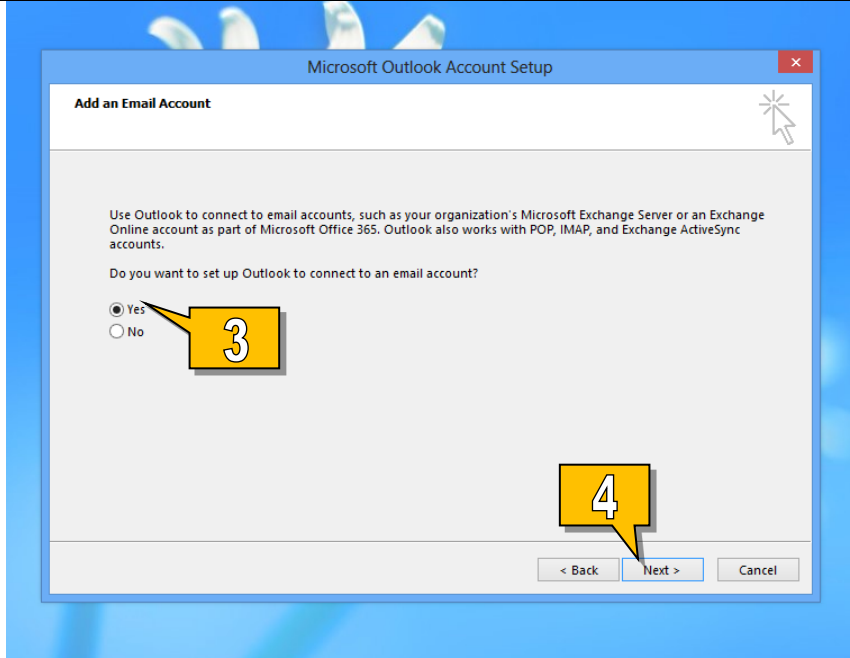 Microsoft Outlook Account Setup
Add an Email Account
Use Outlook to connect to email accounts, such as your organization's Microsoft Exchange Server or an Exchange
Online account as part of Microsoft Office 365. Outlook also works with POP, IMAP, and Exchange ActiveSync
accounts.
Do you want to set up Outlook to connect to an email account?
Yes
No
3
4
< Back
Next >
Cancel